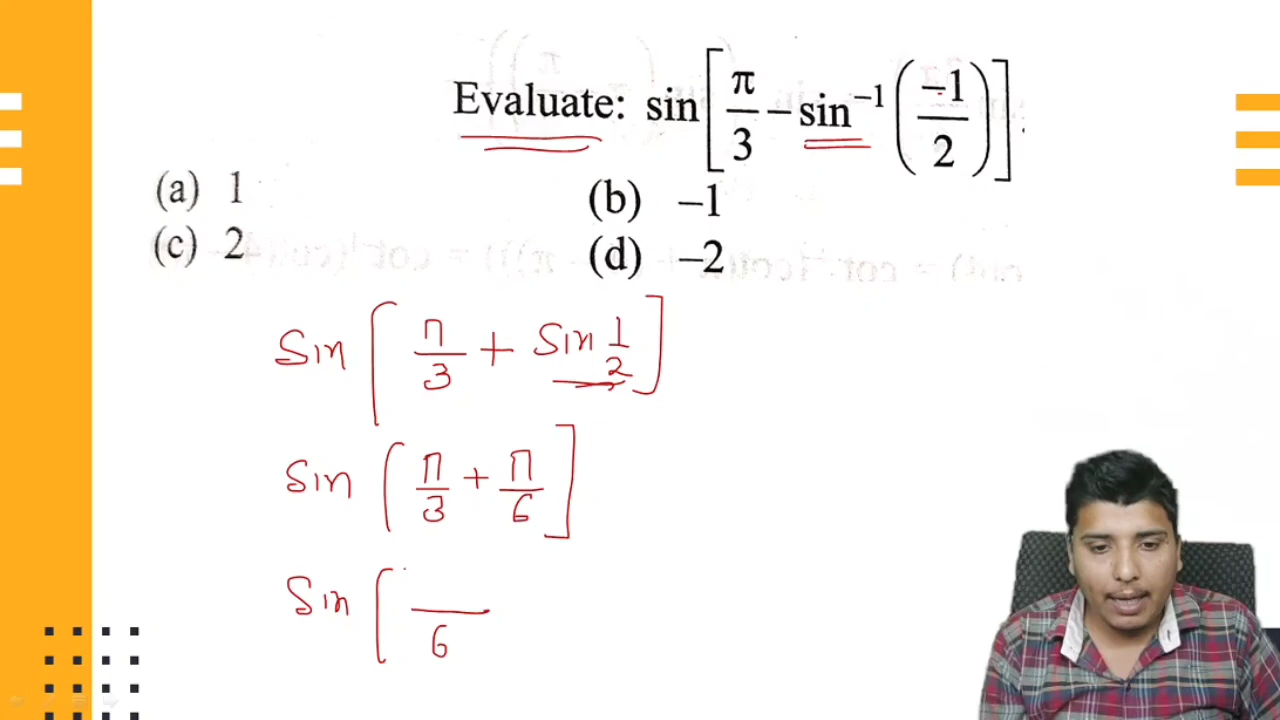 Evaluate: sin[π/3 – sin⁻¹(–1/2)].
(a) 1 (b) –1
(c) 2 (d) –2
Sin [π/3 + Sin 1/2]
Sin [π/3 + π/6]
Sin [ /6